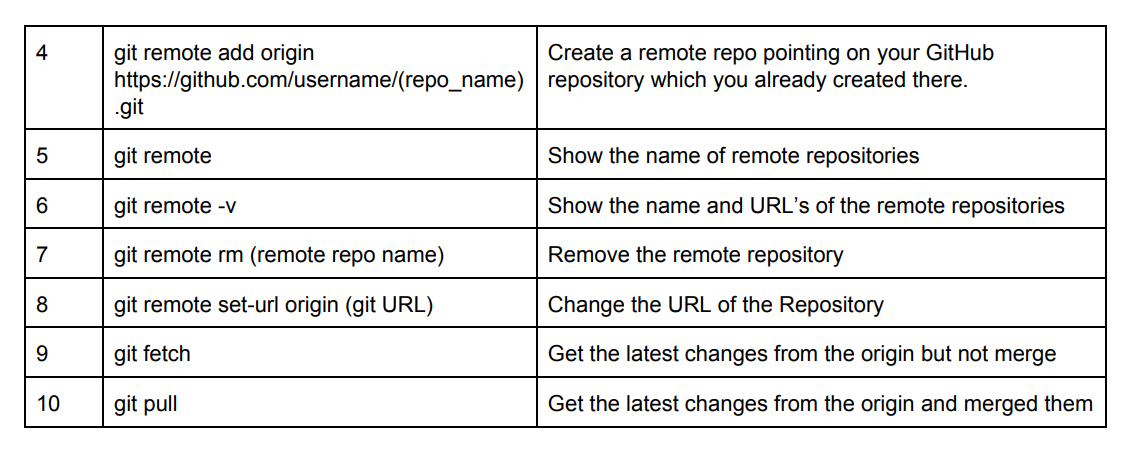 4 git remote add origin Create a remote repo pointing on your GitHub
https://github.com/username/(repo_name) repository which you already created there.
.git
5 git remote Show the name of remote repositories
6 git remote -v Show the name and URL’s of the remote repositories
7 git remote rm (remote repo name) Remove the remote repository
8 git remote set-url origin (git URL) Change the URL of the Repository
9 git fetch Get the latest changes from the origin but not merge
10 git pull Get the latest changes from the origin and merged them